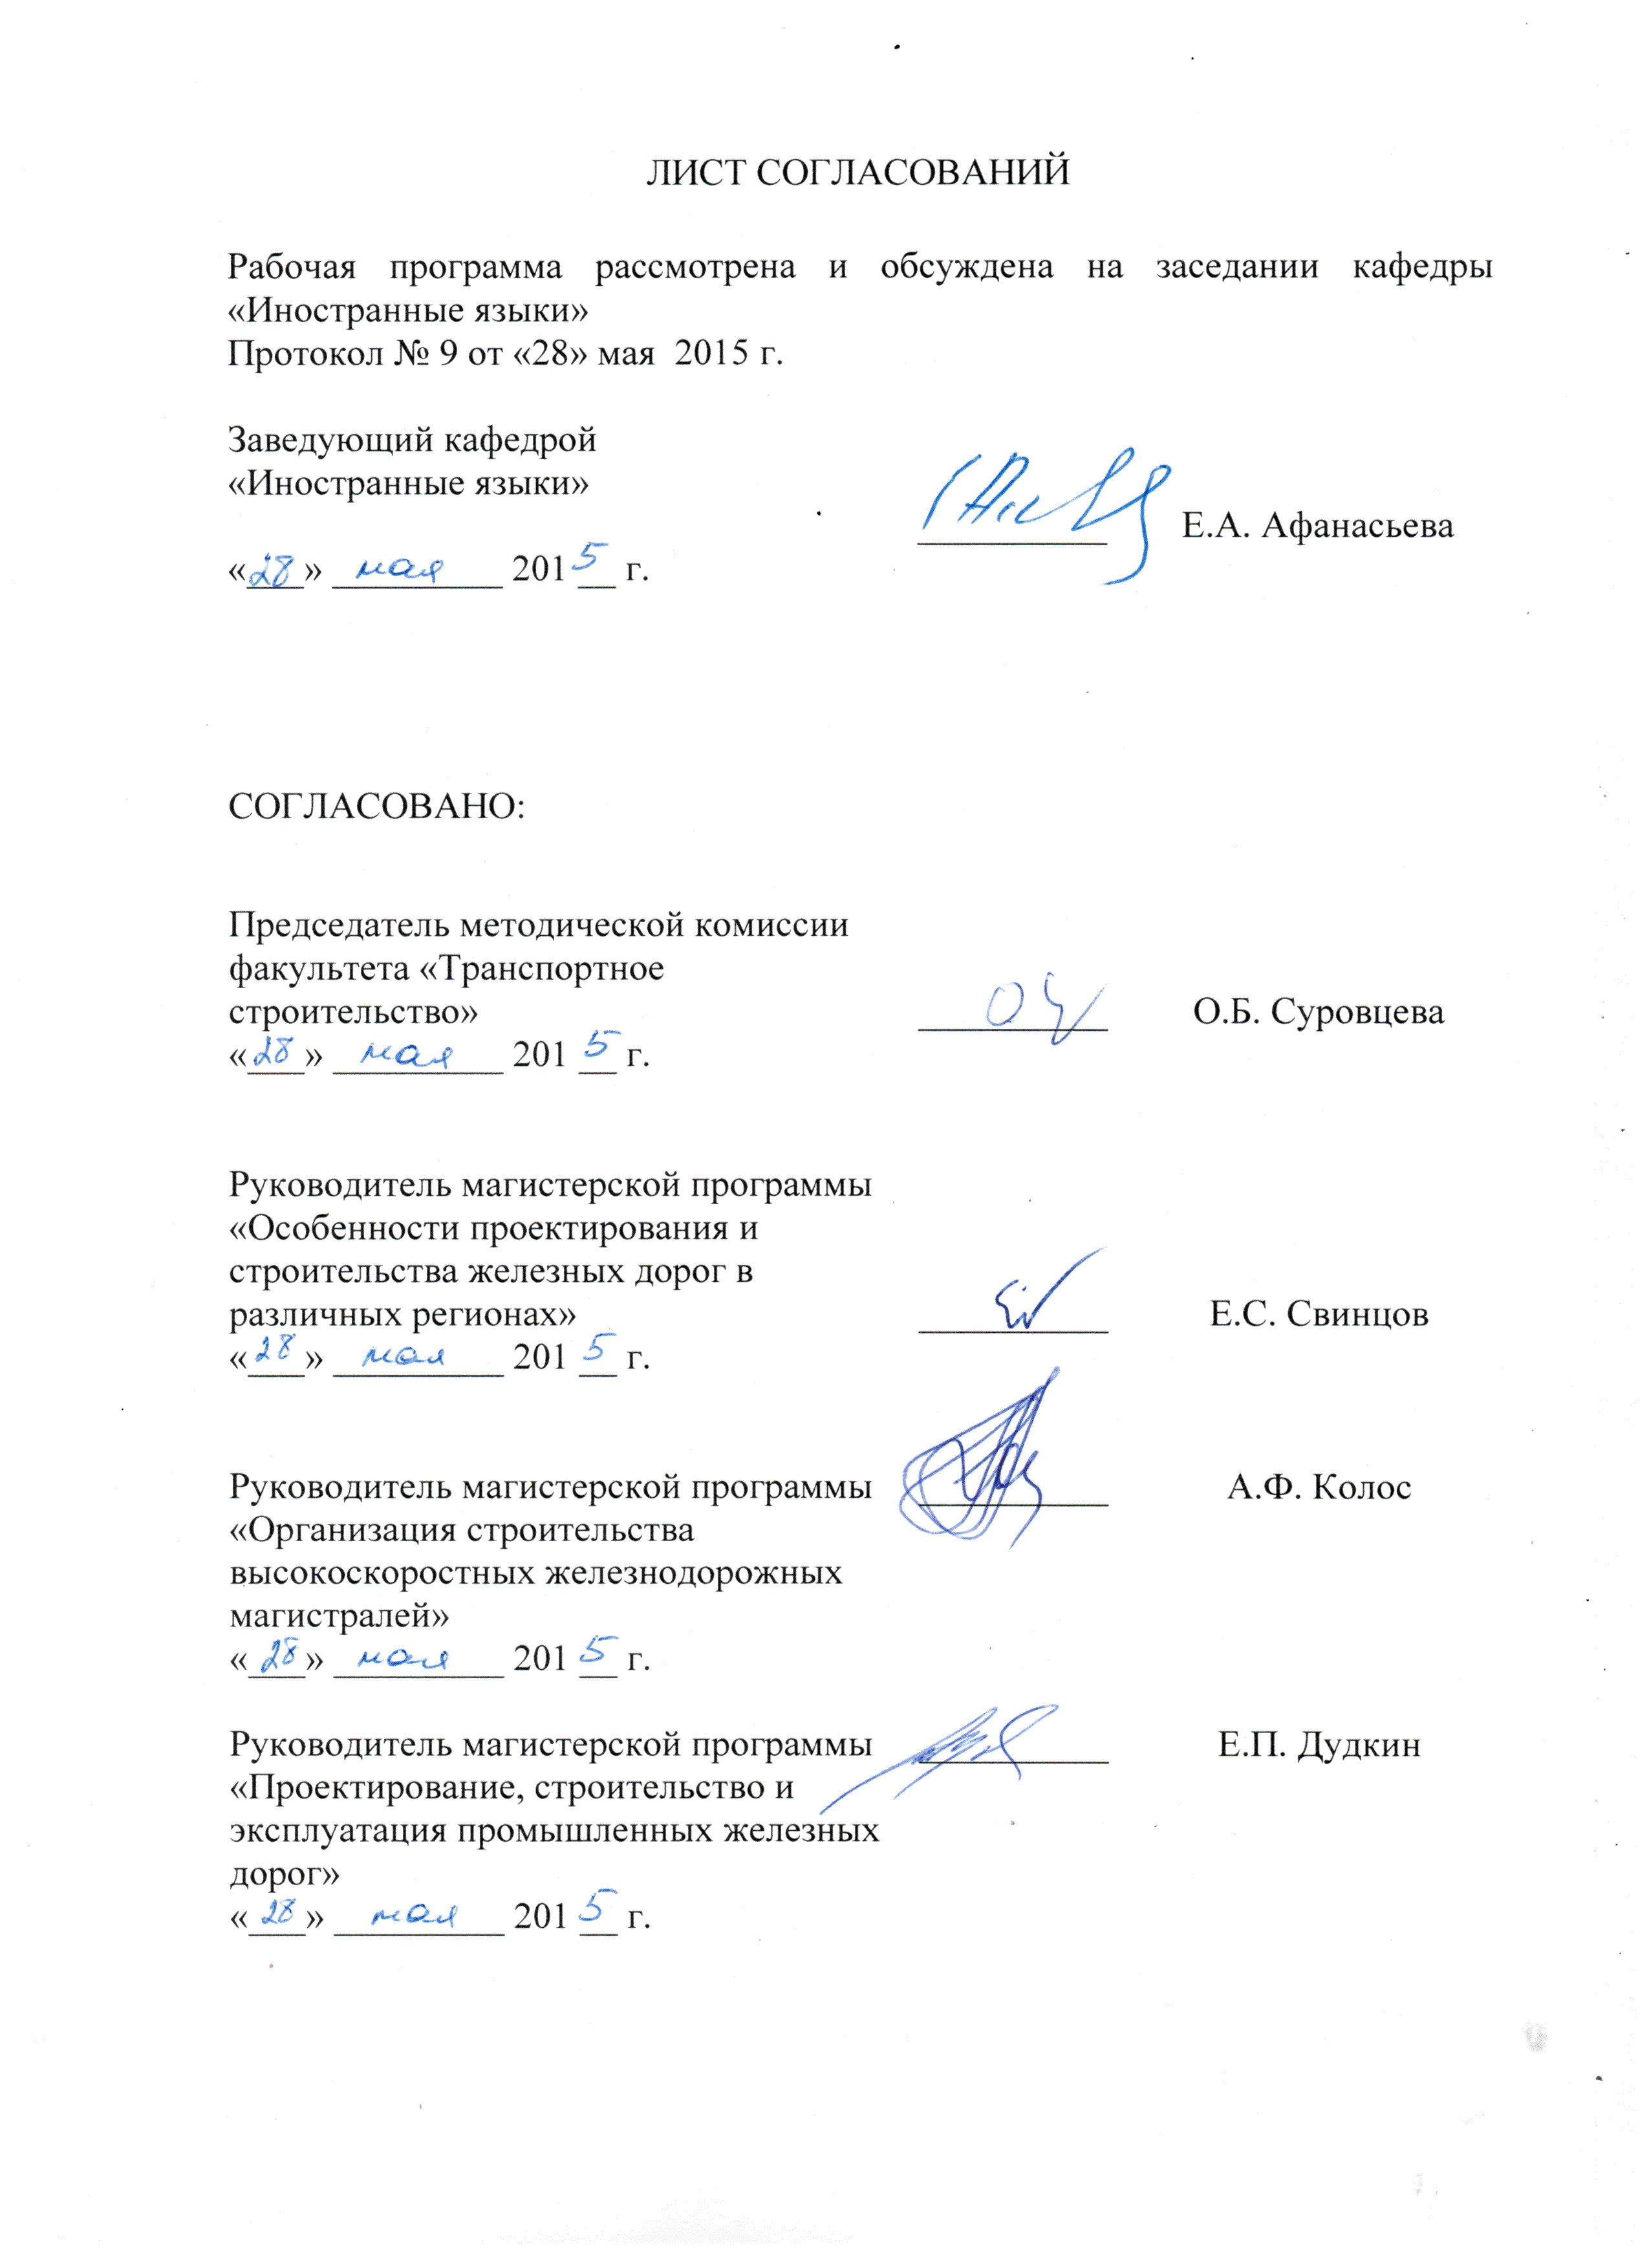 ЛИСТ СОГЛАСОВАНИЙ
Рабочая программа рассмотрена и обсуждена на заседании кафедры
«Иностранные языки»
Протокол № 9 от «28» мая 2015 г.
Заведующий кафедрой
«Иностранные языки»
Е.А. Афанасьева
«28» мая 2015 г.
СОГЛАСОВАНО:
Председатель методической комиссии
факультета «Транспортное
строительство» О.Б. Суровцева
«28» мая 2015 г.
Руководитель магистерской программы
«Особенности проектирования и
строительства железных дорог в
различных регионах» Е.С. Свинцов
«28» мая 2015 г.
Руководитель магистерской программы А.Ф. Колос
«Организация строительства
высокоскоростных железнодорожных
магистралей»
«28» мая 2015 г.
Руководитель магистерской программы Е.П. Дудкин
«Проектирование, строительство и
эксплуатация промышленных железных
дорог»
«28» мая 2015 г.